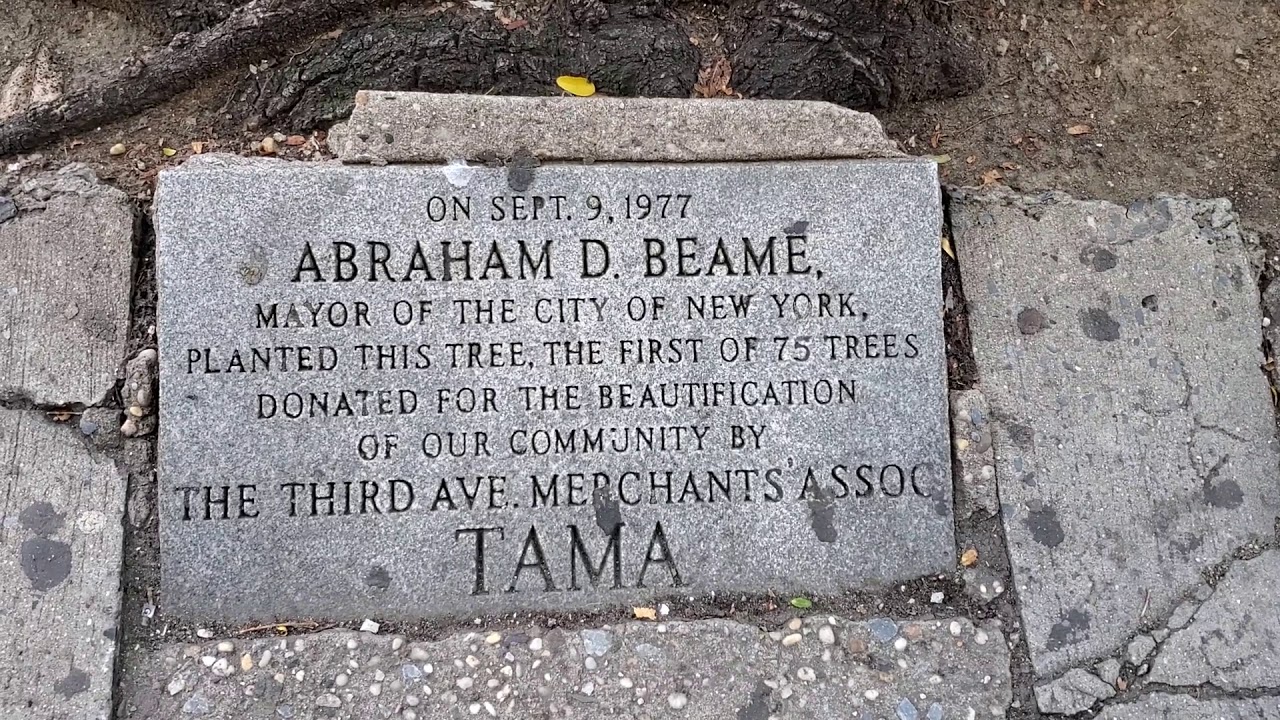 ON SEPT. 9, 1977
ABRAHAM D. BEAME,
MAYOR OF THE CITY OF NEW YORK,
PLANTED THIS TREE, THE FIRST OF 75 TREES
DONATED FOR THE BEAUTIFICATION
OF OUR COMMUNITY BY
THE THIRD AVE. MERCHANTS' ASSOC
TAMA